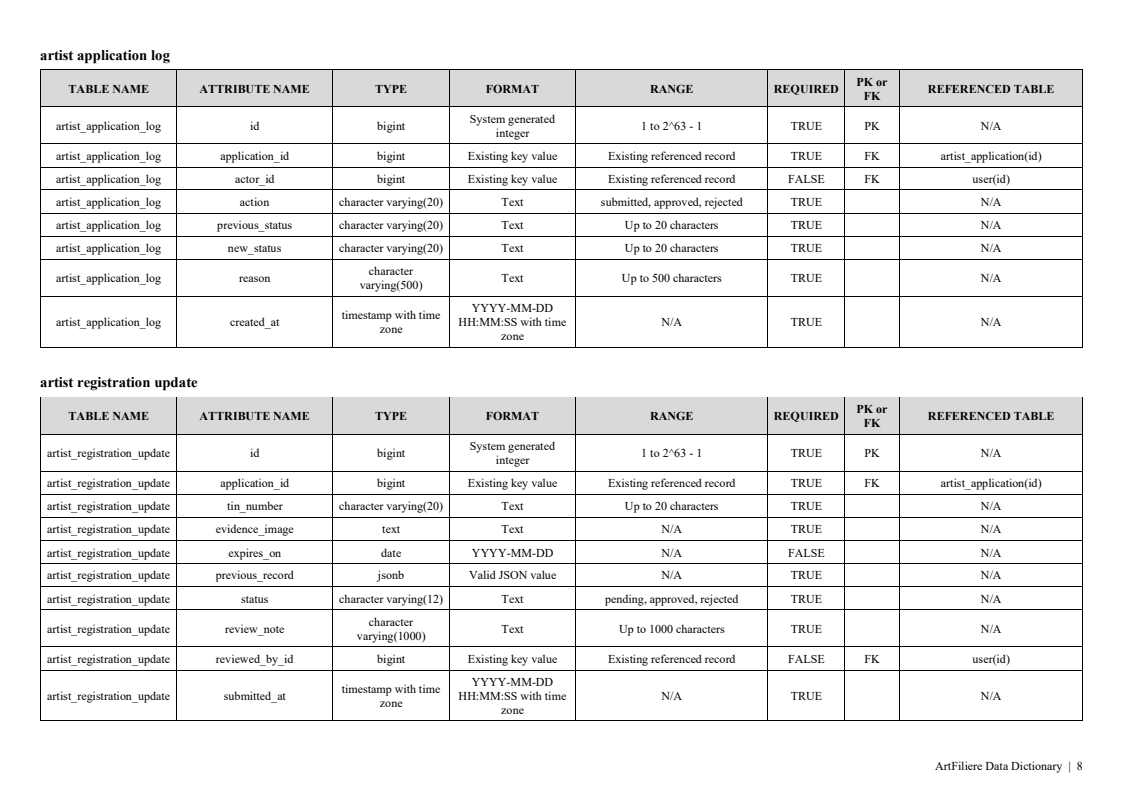 artist application log
TABLE NAME ATTRIBUTE NAME TYPE FORMAT RANGE REQUIRED PK or FK REFERENCED TABLE
artist_application_log id bigint System generated integer 1 to 2^63 - 1 TRUE PK N/A
artist_application_log application_id bigint Existing key value Existing referenced record TRUE FK artist_application(id)
artist_application_log actor_id bigint Existing key value Existing referenced record FALSE FK user(id)
artist_application_log action character varying(20) Text submitted, approved, rejected TRUE N/A
artist_application_log previous_status character varying(20) Text Up to 20 characters TRUE N/A
artist_application_log new_status character varying(20) Text Up to 20 characters TRUE N/A
artist_application_log reason character varying(500) Text Up to 500 characters TRUE N/A
artist_application_log created_at timestamp with time zone YYYY-MM-DD HH:MM:SS with time zone N/A TRUE N/A
artist registration update
TABLE NAME ATTRIBUTE NAME TYPE FORMAT RANGE REQUIRED PK or FK REFERENCED TABLE
artist_registration_update id bigint System generated integer 1 to 2^63 - 1 TRUE PK N/A
artist_registration_update application_id bigint Existing key value Existing referenced record TRUE FK artist_application(id)
artist_registration_update tin_number character varying(20) Text Up to 20 characters TRUE N/A
artist_registration_update evidence_image text Text N/A TRUE N/A
artist_registration_update expires_on date YYYY-MM-DD N/A FALSE N/A
artist_registration_update previous_record jsonb Valid JSON value N/A TRUE N/A
artist_registration_update status character varying(12) Text pending, approved, rejected TRUE N/A
artist_registration_update review_note character varying(1000) Text Up to 1000 characters TRUE N/A
artist_registration_update reviewed_by_id bigint Existing key value Existing referenced record FALSE FK user(id)
artist_registration_update submitted_at timestamp with time zone YYYY-MM-DD HH:MM:SS with time zone N/A TRUE N/A
ArtFiliere Data Dictionary | 8